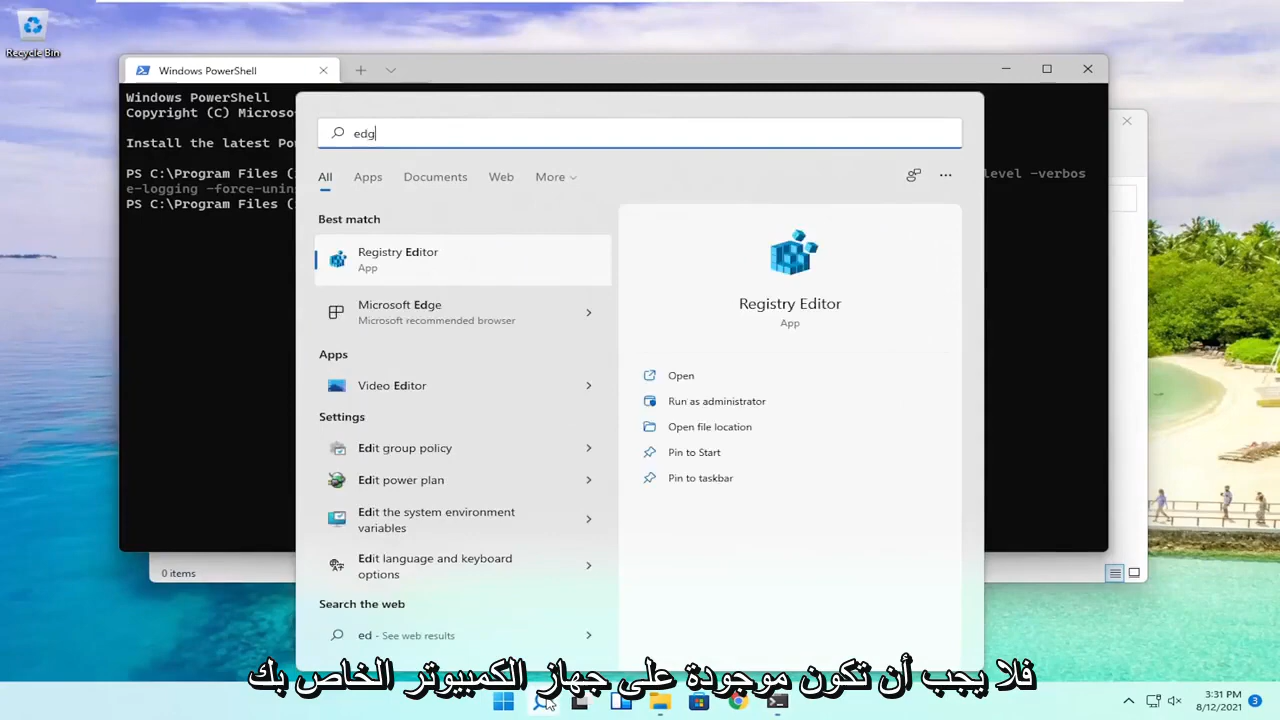 Recycle Bin
Windows PowerShell
Windows PowerShell
Copyright (C) Microso
Install the latest Po
PS C:\Program Files (
level -verbos
e-logging -force-unin
PS C:\Program Files (
edg
All Apps Documents Web More
Best match
Registry Editor
App
Microsoft Edge
Microsoft recommended browser
Apps
Video Editor
Settings
Edit group policy
Edit power plan
Edit the system environment
variables
Edit language and keyboard
options
Search the web
ed - See web results
Registry Editor
App
Open
Run as administrator
Open file location
Pin to Start
Pin to taskbar
0 items
فلا يجب أن تكون موجودة على جهاز الكمبيوتر الخاص بك
3:31 PM
8/12/2021
3